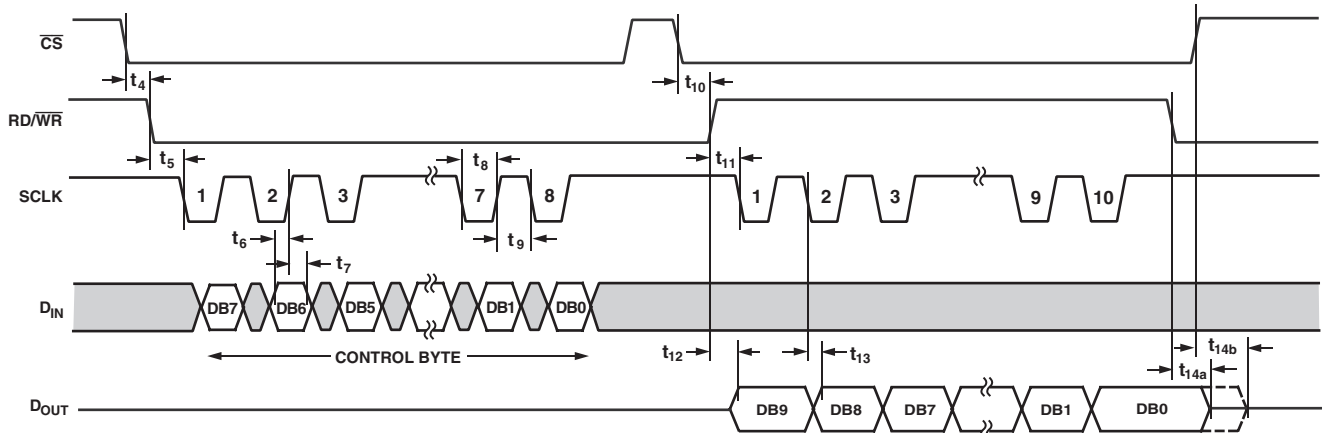 CS
t4
t10
RD/WR
t5
t8
t11
SCLK
1 2 3 7 8 1 2 3 9 10
t6
t9
t7
DIN
DB7 DB6 DB5 DB1 DB0
CONTROL BYTE
t12
t13
t14b
t14a
DOUT
DB9 DB8 DB7 DB1 DB0